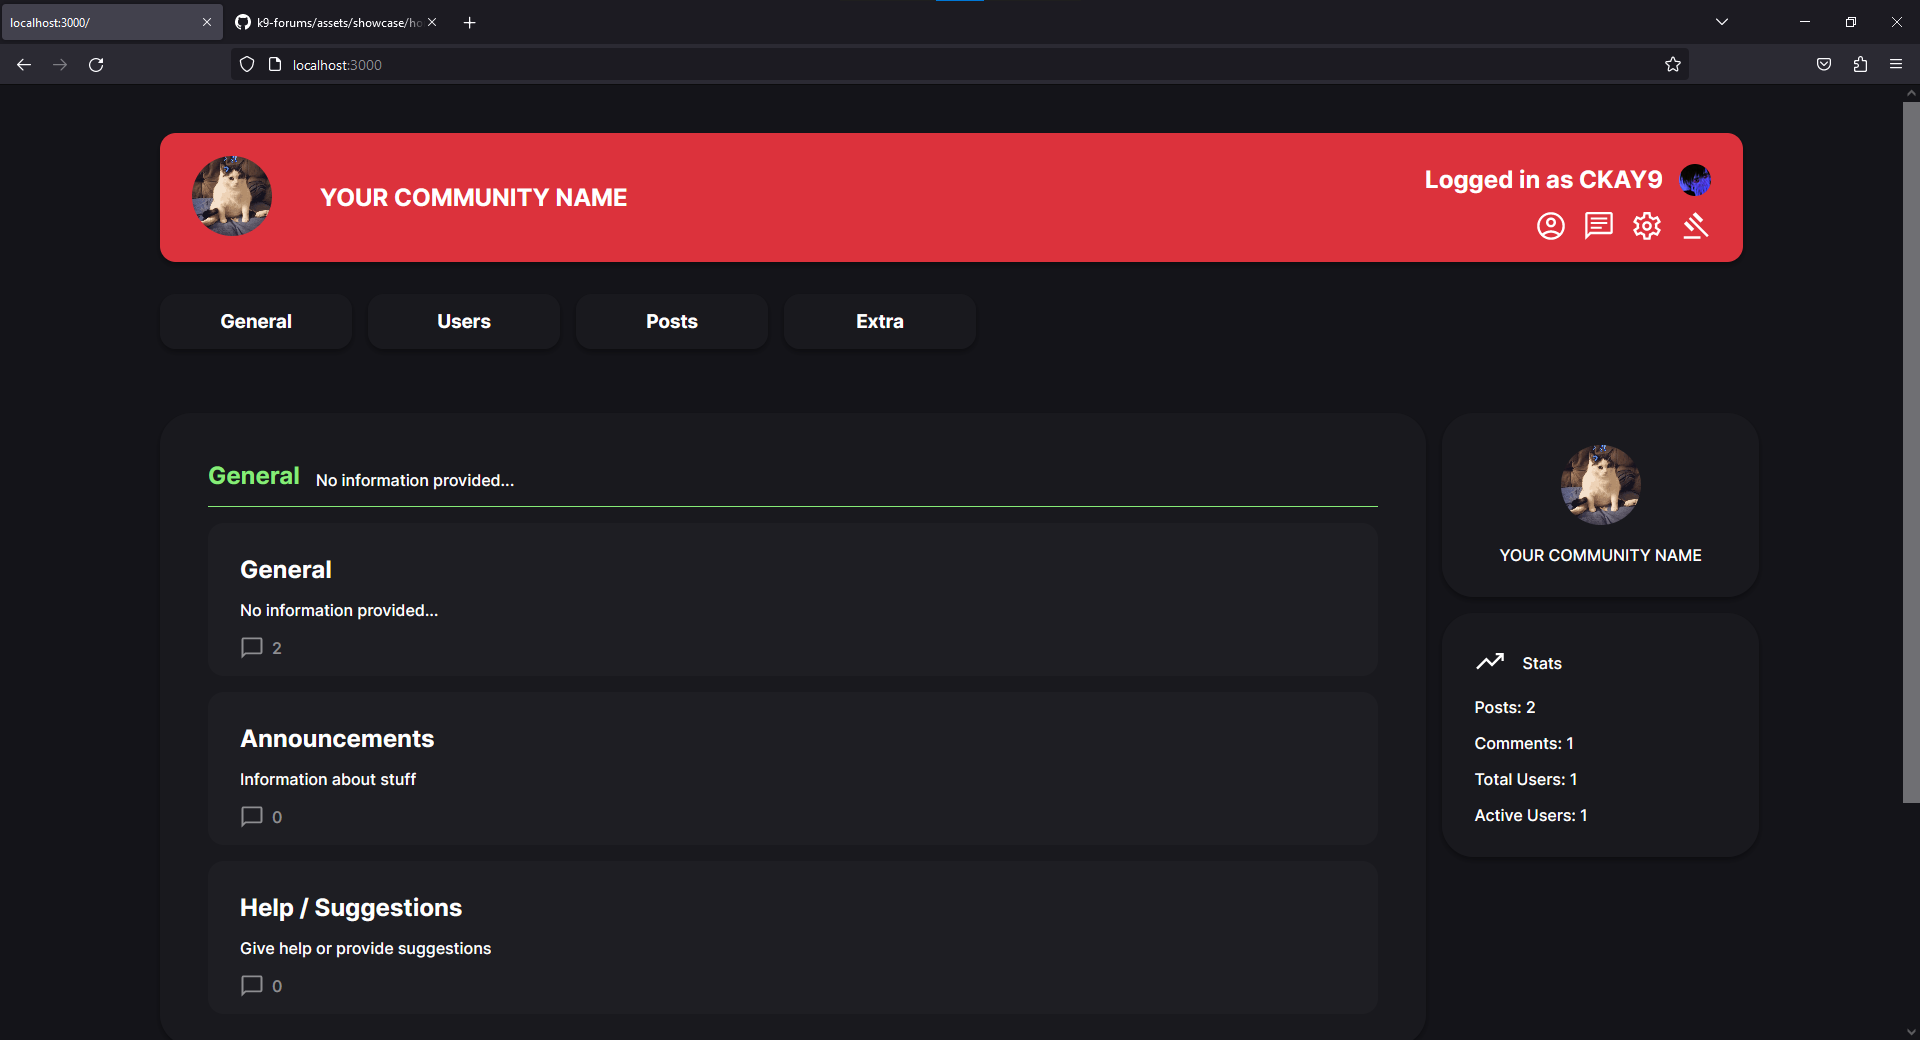 localhost:3000/
k9-forums/assets/showcase/ho
localhost:3000
YOUR COMMUNITY NAME
Logged in as CKAY9
General
Users
Posts
Extra
General No information provided...
General
No information provided...
2
Announcements
Information about stuff
0
Help / Suggestions
Give help or provide suggestions
0
YOUR COMMUNITY NAME
Stats
Posts: 2
Comments: 1
Total Users: 1
Active Users: 1